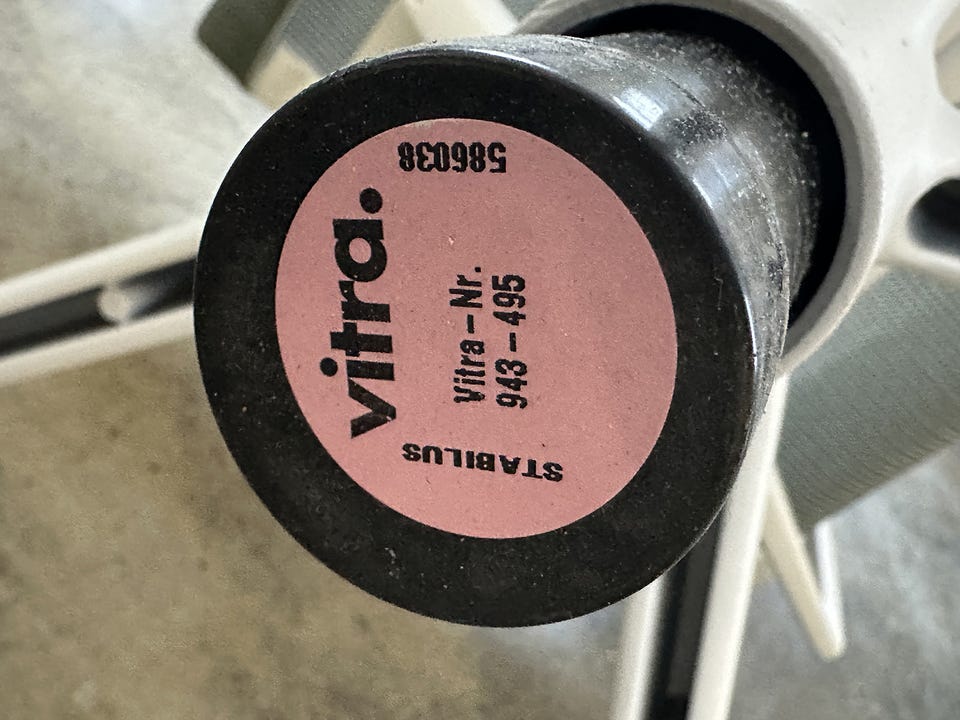 vitra.
Vitra-Nr.
943-495
STABILUS
586038